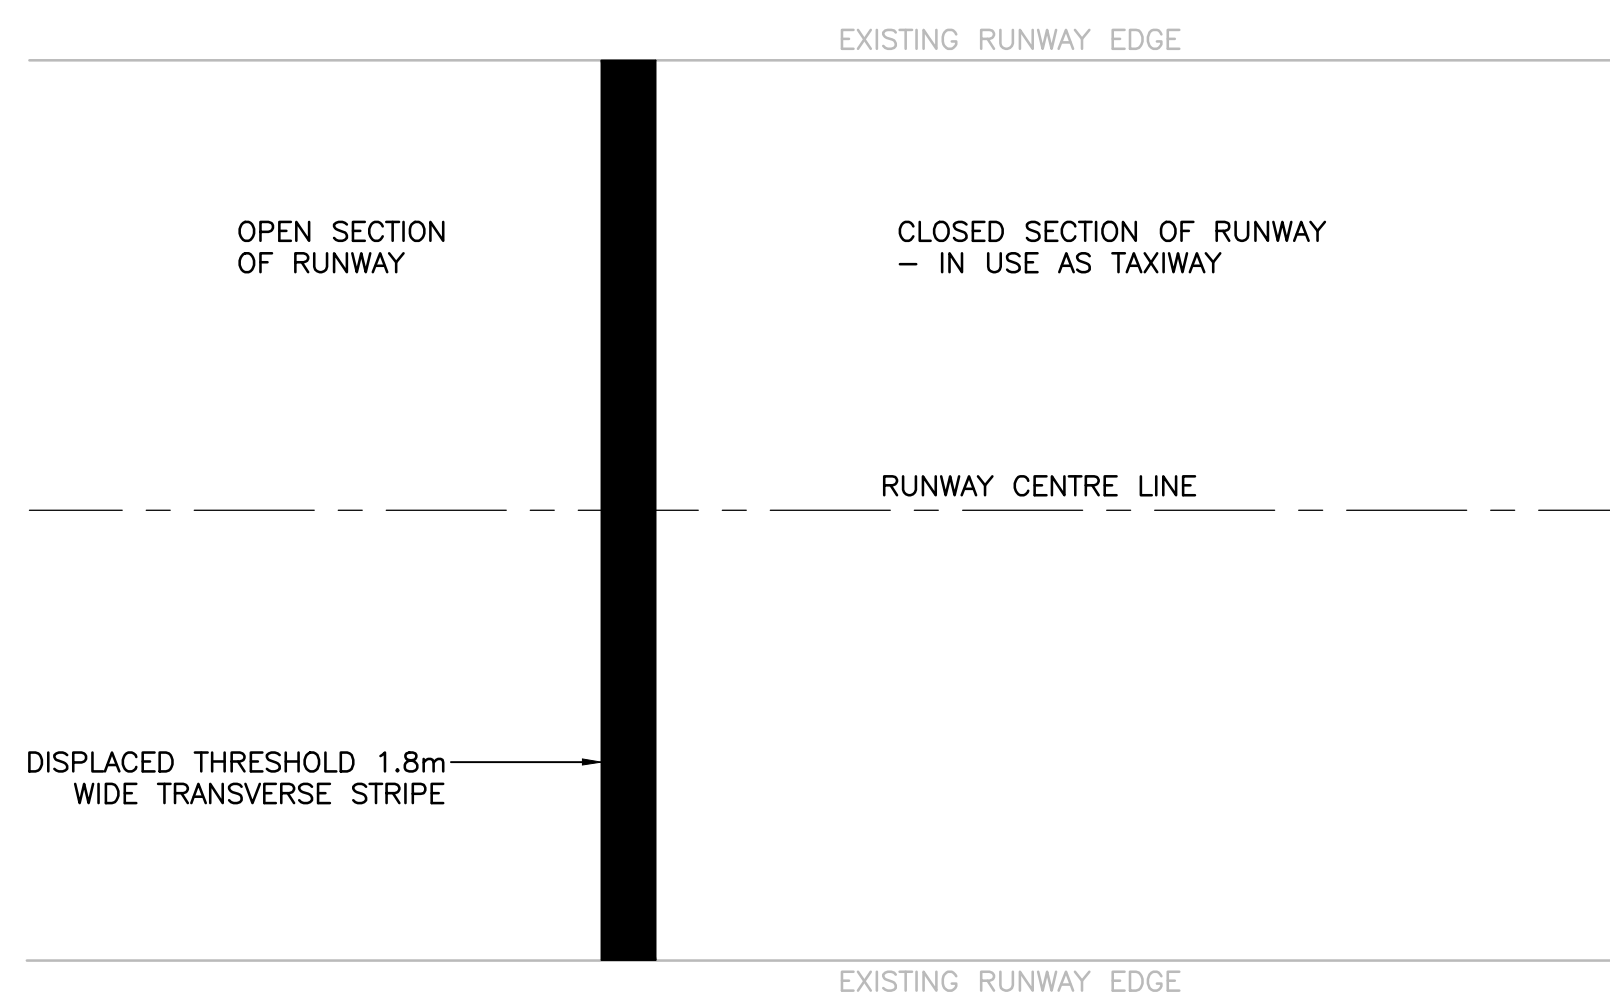 EXISTING RUNWAY EDGE
OPEN SECTION
OF RUNWAY
CLOSED SECTION OF RUNWAY
– IN USE AS TAXIWAY
RUNWAY CENTRE LINE
DISPLACED THRESHOLD 1.8m
WIDE TRANSVERSE STRIPE
EXISTING RUNWAY EDGE